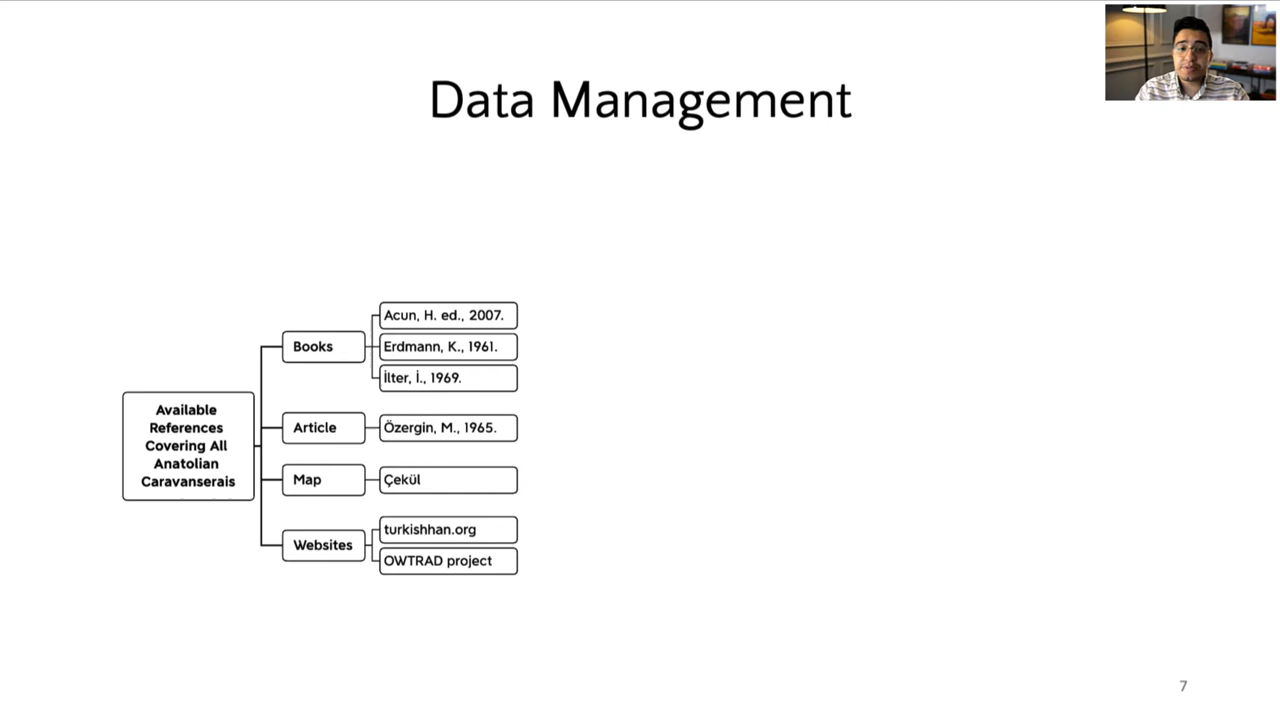 Data Management
Available
References
Covering All
Anatolian
Caravanserais
Books
Acun, H. ed., 2007.
Erdmann, K., 1961.
İlter, İ., 1969.
Article
Özergin, M., 1965.
Map
Çekül
Websites
turkishhan.org
OWTRAD project
7